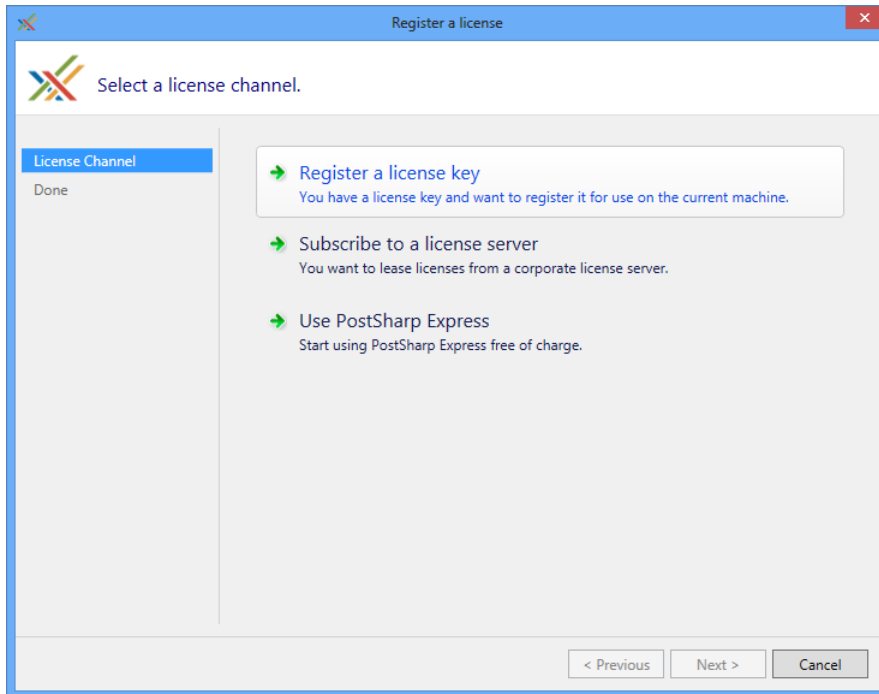 Register a license
Select a license channel.
License Channel
Done
Register a license key
You have a license key and want to register it for use on the current machine.
Subscribe to a license server
You want to lease licenses from a corporate license server.
Use PostSharp Express
Start using PostSharp Express free of charge.
< Previous
Next >
Cancel